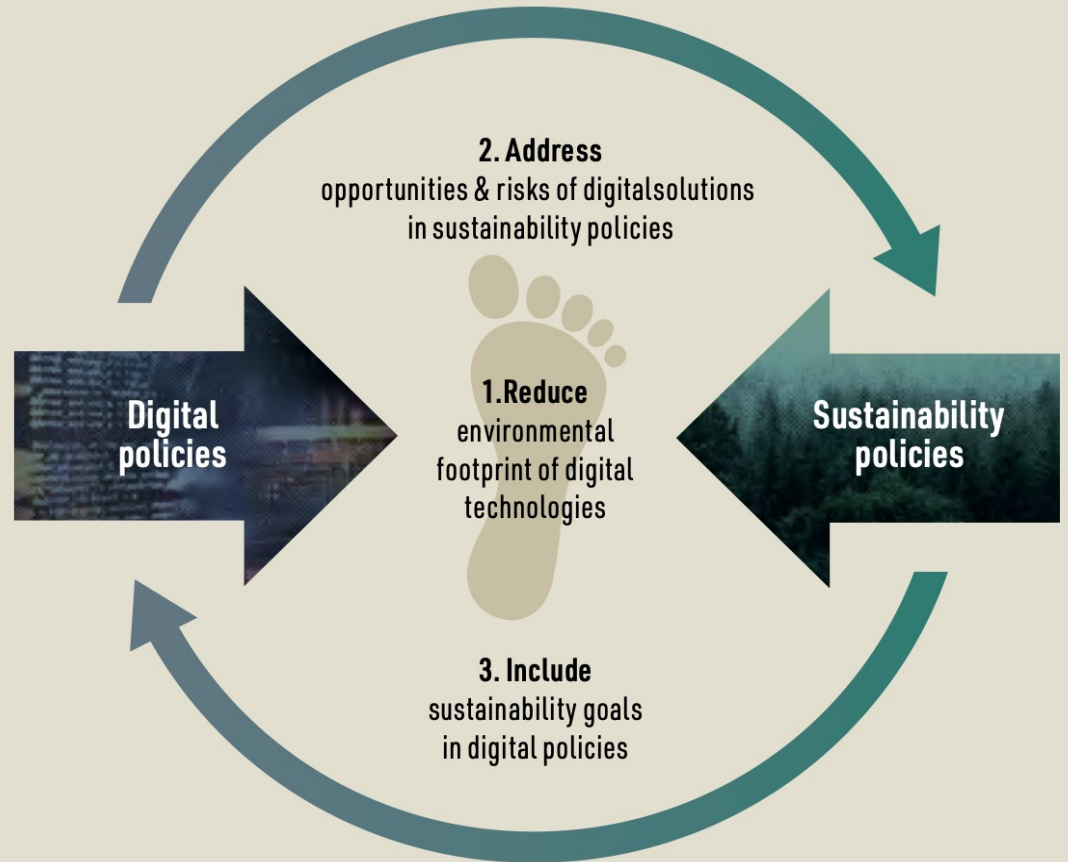 2. Address
opportunities & risks of digitalsolutions
in sustainability policies
Digital
policies
1.Reduce
environmental
footprint of digital
technologies
Sustainability
policies
3. Include
sustainability goals
in digital policies